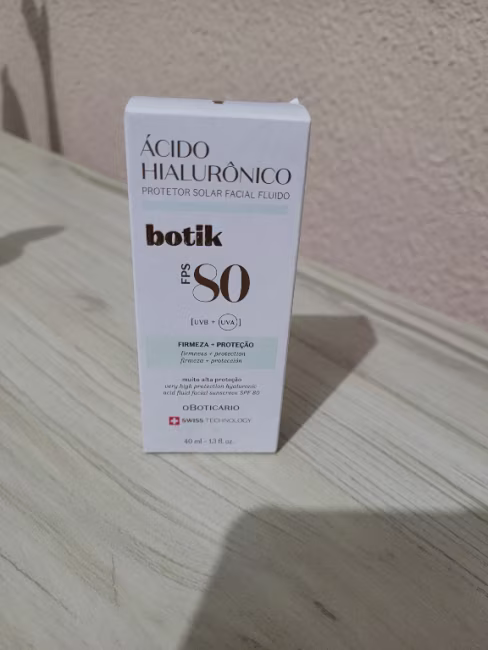 ÁCIDO
HIALURÔNICO
PROTETOR SOLAR FACIAL FLUIDO
botik
FPS 80
[UVB + UVA]
FIRMEZA + PROTEÇÃO
firmness + protection
firmeza + protección
muito alta proteção
very high protection hyaluronic
acid fluid facial sunscreen SPF 80
oBOTICÁRIO
SWISS TECHNOLOGY
40 ml - 1.3 fl. oz.